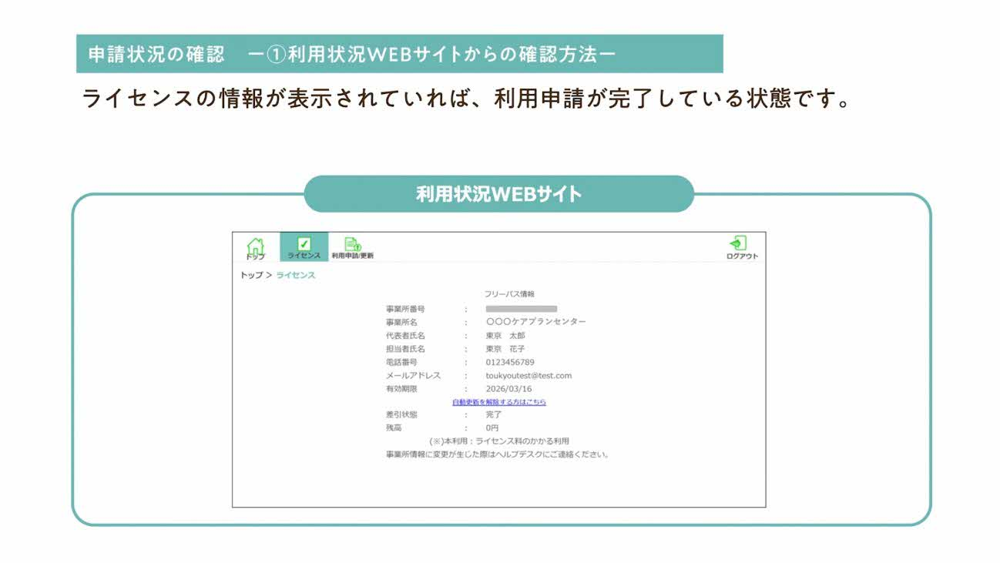 申請状況の確認　ー①利用状況WEBサイトからの確認方法ー
ライセンスの情報が表示されていれば、利用申請が完了している状態です。
利用状況WEBサイト
トップ ライセンス 利用申請/更新 ログアウト
トップ > ライセンス
フリーパス情報
事業所番号 :
事業所名 : 〇〇〇ケアプランセンター
代表者氏名 : 東京　太郎
担当者氏名 : 東京　花子
電話番号 : 0123456789
メールアドレス : toukyoutest@test.com
有効期限 : 2026/03/16
自動更新を解除する方はこちら
差引状態 : 完了
残高 : 0円
(※)本利用：ライセンス料のかかる利用
事業所情報に変更が生じた際はヘルプデスクにご連絡ください。